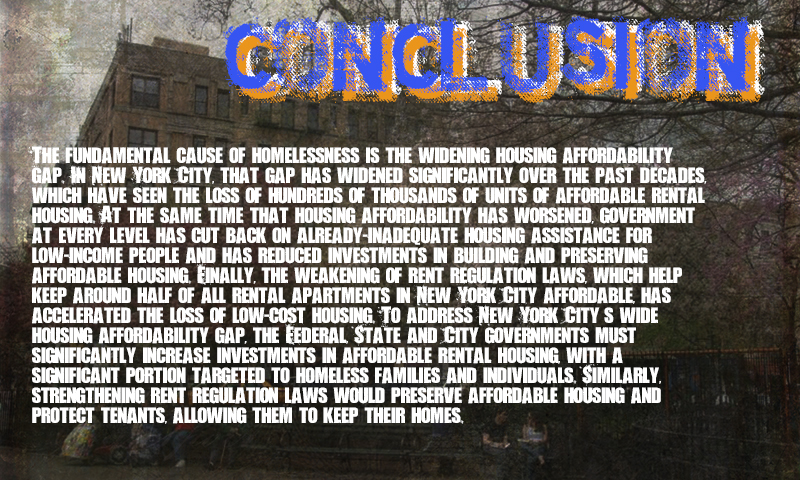 CONCLUSION
The fundamental cause of homelessness is the widening housing affordability
gap. In New York City, that gap has widened significantly over the past decades,
which have seen the loss of hundreds of thousands of units of affordable rental
housing. At the same time that housing affordability has worsened, government
at every level has cut back on already-inadequate housing assistance for
low-income people and has reduced investments in building and preserving
affordable housing. Finally, the weakening of rent regulation laws, which help
keep around half of all rental apartments in New York City affordable, has
accelerated the loss of low-cost housing. To address New York City s wide
housing affordability gap, the Federal, State and City governments must
significantly increase investments in affordable rental housing, with a
significant portion targeted to homeless families and individuals. Similarly,
strengthening rent regulation laws would preserve affordable housing and
protect tenants, allowing them to keep their homes.